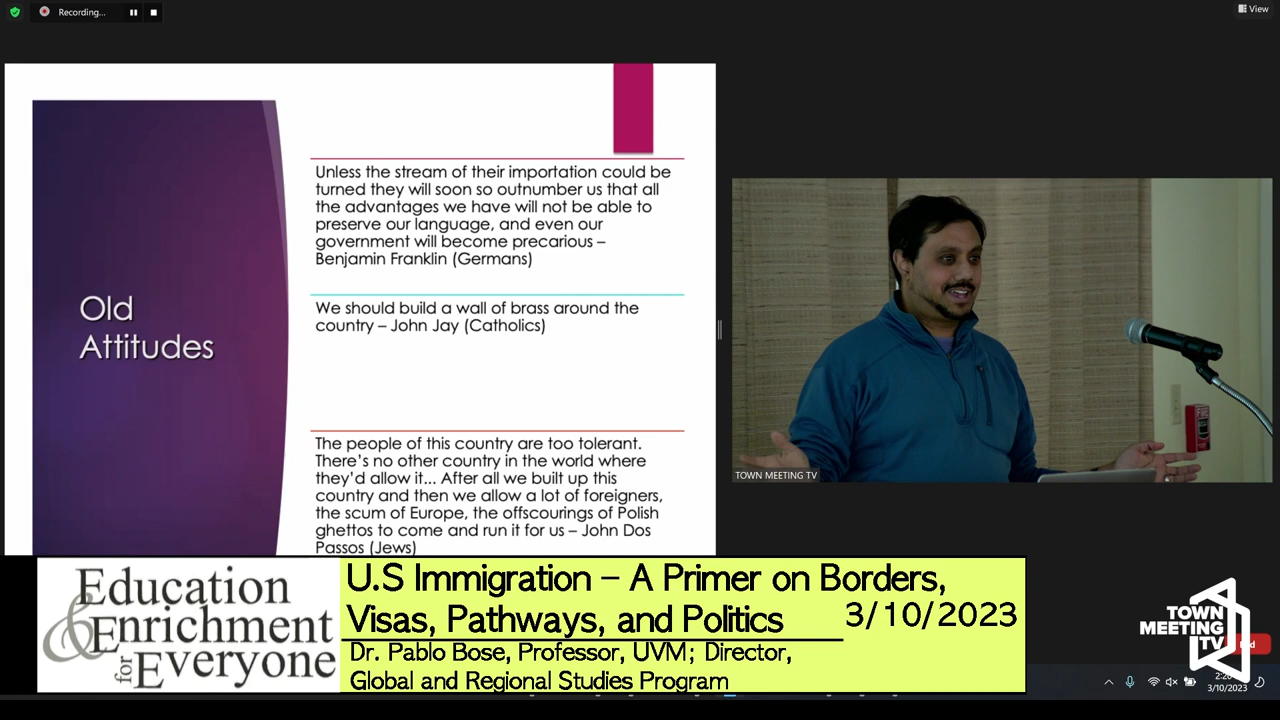 Recording...
View
Old
Attitudes
Unless the stream of their importation could be
turned they will soon so outnumber us that all
the advantages we have will not be able to
preserve our language, and even our
government will become precarious –
Benjamin Franklin (Germans)
We should build a wall of brass around the
country – John Jay (Catholics)
The people of this country are too tolerant.
There's no other country in the world where
they'd allow it... After all we built up this
country and then we allow a lot of foreigners,
the scum of Europe, the offscourings of Polish
ghettos to come and run it for us – John Dos
Passos (Jews)
FIRE
TOWN MEETING TV
Education
& Enrichment
for Everyone
U.S Immigration – A Primer on Borders,
Visas, Pathways, and Politics
3/10/2023
Dr. Pablo Bose, Professor, UVM; Director,
Global and Regional Studies Program
TOWN
MEETING
TV
3/10/2023